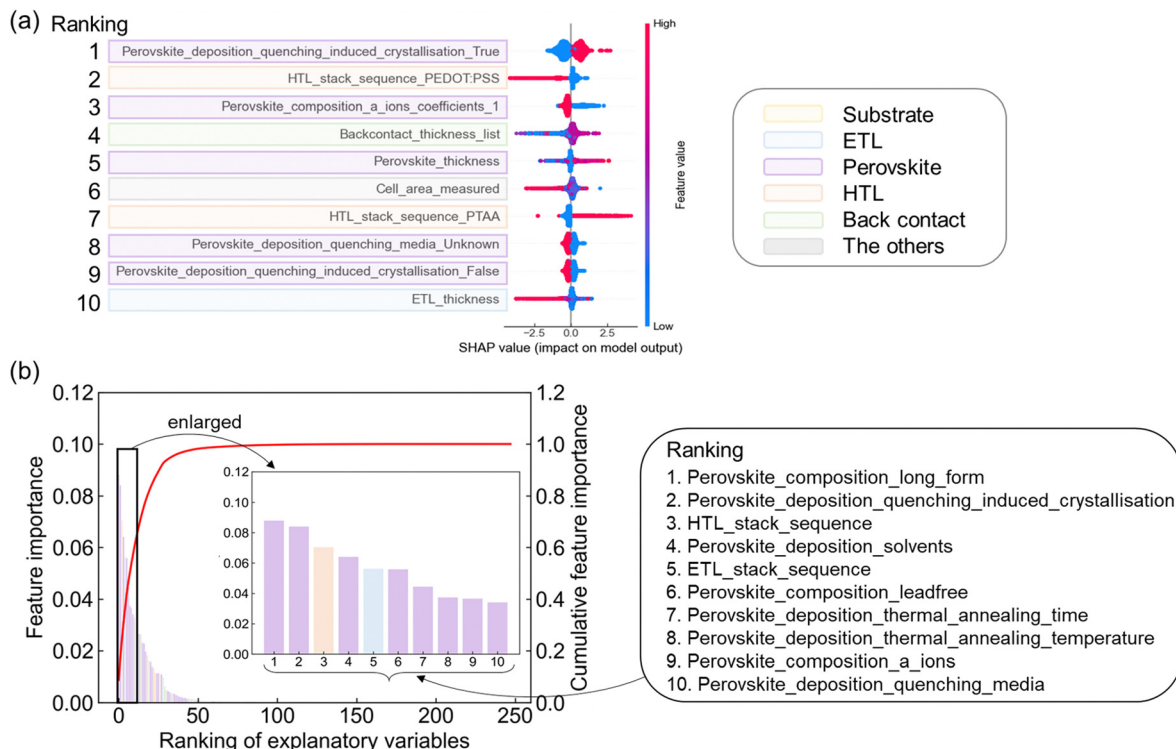 (a) Ranking
1 Perovskite_deposition_quenching_induced_crystallisation_True
2 HTL_stack_sequence_PEDOT:PSS
3 Perovskite_composition_a_ions_coefficients_1
4 Backcontact_thickness_list
5 Perovskite_thickness
6 Cell_area_measured
7 HTL_stack_sequence_PTAA
8 Perovskite_deposition_quenching_media_Unknown
9 Perovskite_deposition_quenching_induced_crystallisation_False
10 ETL_thickness
−2.5 0.0 2.5
SHAP value (impact on model output)
High
Feature value
Low
Substrate
ETL
Perovskite
HTL
Back contact
The others
(b)
Feature importance
0.12
0.10
0.08
0.06
0.04
0.02
0.00
0 50 100 150 200 250
Ranking of explanatory variables
1.2
1.0
0.8
0.6
0.4
0.2
0.0
Cumulative feature importance
enlarged
0.12
0.10
0.08
0.06
0.04
0.02
0.00
1 2 3 4 5 6 7 8 9 10
Ranking
1. Perovskite_composition_long_form
2. Perovskite_deposition_quenching_induced_crystallisation
3. HTL_stack_sequence
4. Perovskite_deposition_solvents
5. ETL_stack_sequence
6. Perovskite_composition_leadfree
7. Perovskite_deposition_thermal_annealing_time
8. Perovskite_deposition_thermal_annealing_temperature
9. Perovskite_composition_a_ions
10. Perovskite_deposition_quenching_media